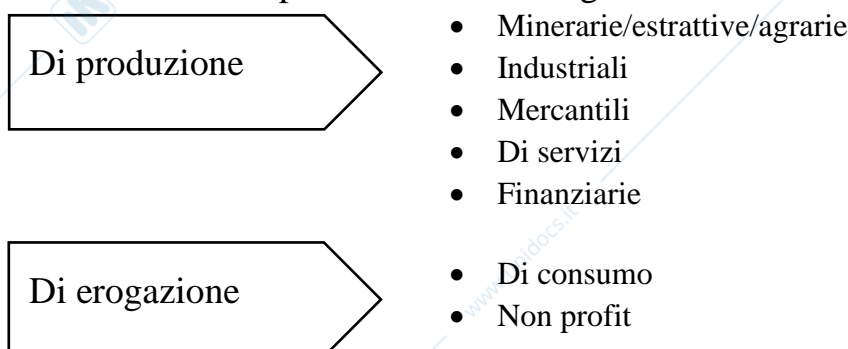 Di produzione
• Minerarie/estrattive/agrarie
• Industriali
• Mercantili
• Di servizi
• Finanziarie
Di erogazione
• Di consumo
• Non profit